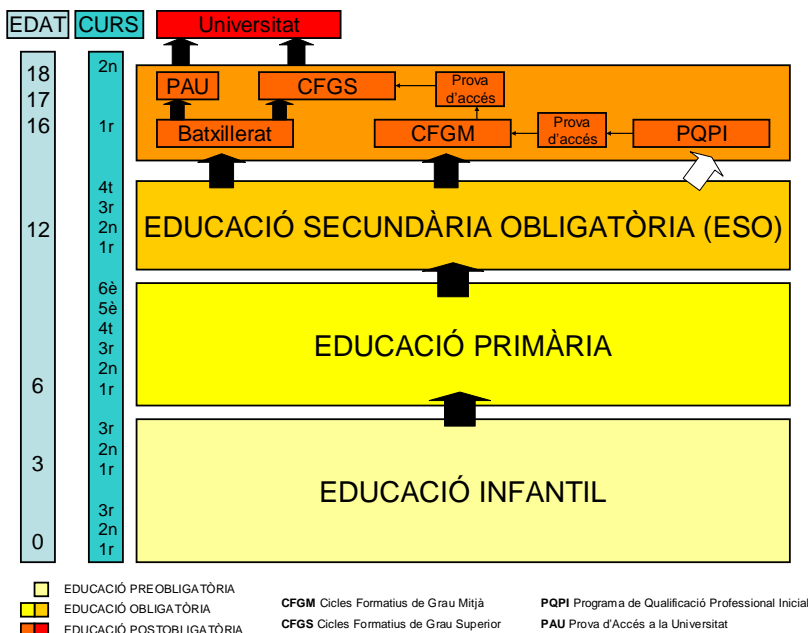 EDAT
CURS
Universitat
18
17
16
2n
1r
PAU
CFGS
Prova
d'accés
Batxillerat
CFGM
Prova
d'accés
PQPI
12
4t
3r
2n
1r
EDUCACIÓ SECUNDÀRIA OBLIGATÒRIA (ESO)
6
6è
5è
4t
3r
2n
1r
EDUCACIÓ PRIMÀRIA
3
0
3r
2n
1r
3r
2n
1r
EDUCACIÓ INFANTIL
EDUCACIÓ PREOBLIGATÒRIA
EDUCACIÓ OBLIGATÒRIA
EDUCACIÓ POSTOBLIGATÒRIA
CFGM Cicles Formatius de Grau Mitjà
CFGS Cicles Formatius de Grau Superior
PQPI Programa de Qualificació Professional Inicial
PAU Prova d'Accés a la Universitat